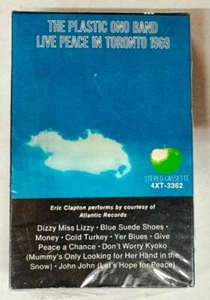 THE PLASTIC ONO BAND
LIVE PEACE IN TORONTO 1969
STEREO CASSETTE
4XT-3362
Eric Clapton performs by courtesy of
Atlantic Records
Dizzy Miss Lizzy · Blue Suede Shoes ·
Money · Cold Turkey · Yer Blues · Give
Peace a Chance · Don't Worry Kyoko
(Mummy's Only Looking for Her Hand in the
Snow) · John John (Let's Hope for Peace)